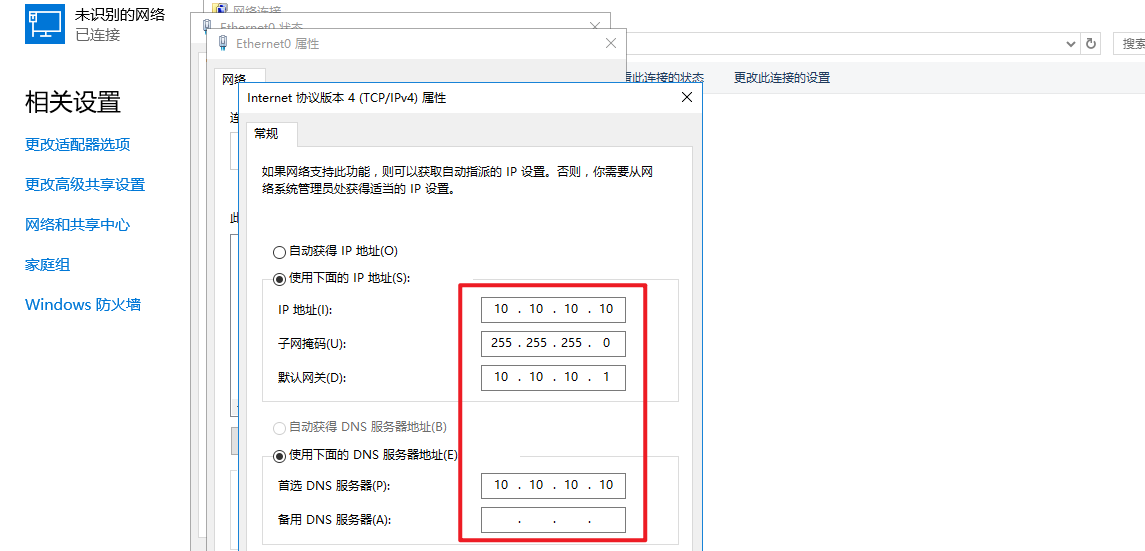 未识别的网络
已连接
相关设置
更改适配器选项
更改高级共享设置
网络和共享中心
家庭组
Windows 防火墙
网络连接
Ethernet0 状态
Ethernet0 属性
网络
此连接的状态
更改此连接的设置
搜索
Internet 协议版本 4 (TCP/IPv4) 属性
常规
如果网络支持此功能，则可以获取自动指派的 IP 设置。否则，你需要从网
络系统管理员处获得适当的 IP 设置。
自动获得 IP 地址(O)
使用下面的 IP 地址(S):
IP 地址(I):
10 . 10 . 10 . 10
子网掩码(U):
255 . 255 . 255 . 0
默认网关(D):
10 . 10 . 10 . 1
自动获得 DNS 服务器地址(B)
使用下面的 DNS 服务器地址(E)
首选 DNS 服务器(P):
10 . 10 . 10 . 10
备用 DNS 服务器(A):
. . .